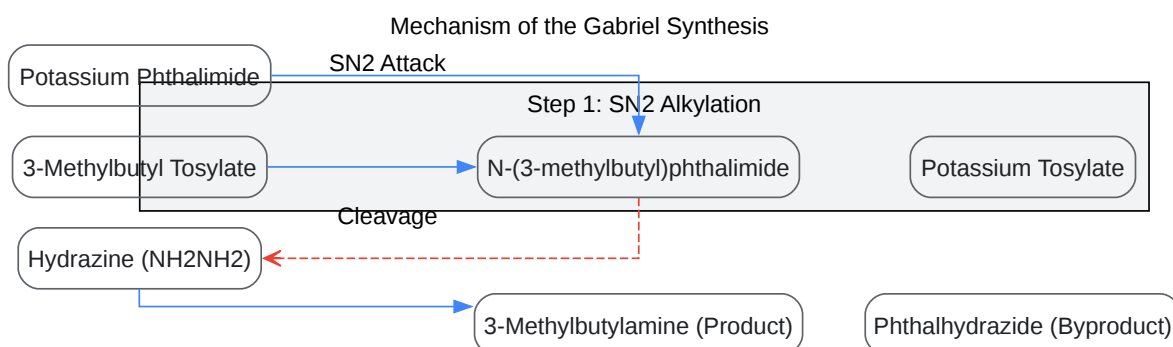 Mechanism of the Gabriel Synthesis
SN2 Attack
Potassium Phthalimide
Step 1: SN2 Alkylation
3-Methylbutyl Tosylate
N-(3-methylbutyl)phthalimide
Potassium Tosylate
Cleavage
Hydrazine (NH2NH2)
3-Methylbutylamine (Product)
Phthalhydrazide (Byproduct)